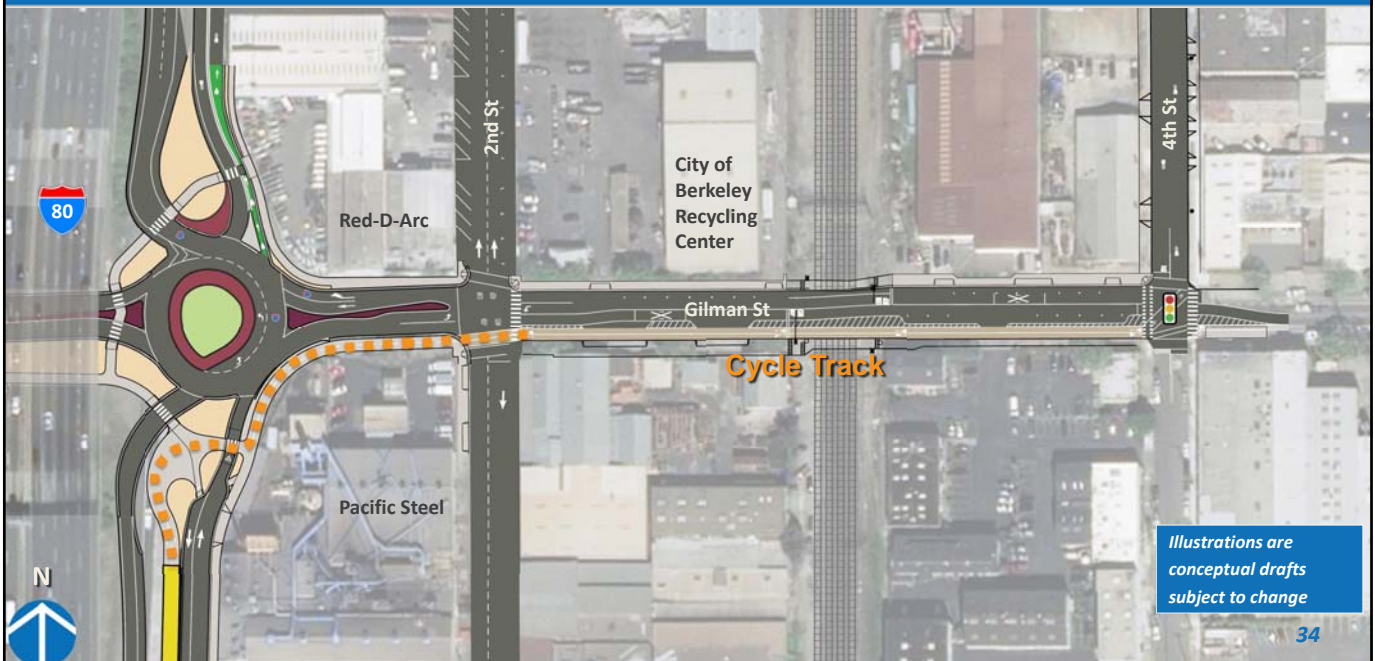 2nd St
4th St
City of
Berkeley
Recycling
Center
80
Red-D-Arc
Gilman St
Cycle Track
Pacific Steel
Illustrations are
conceptual drafts
subject to change
N
34